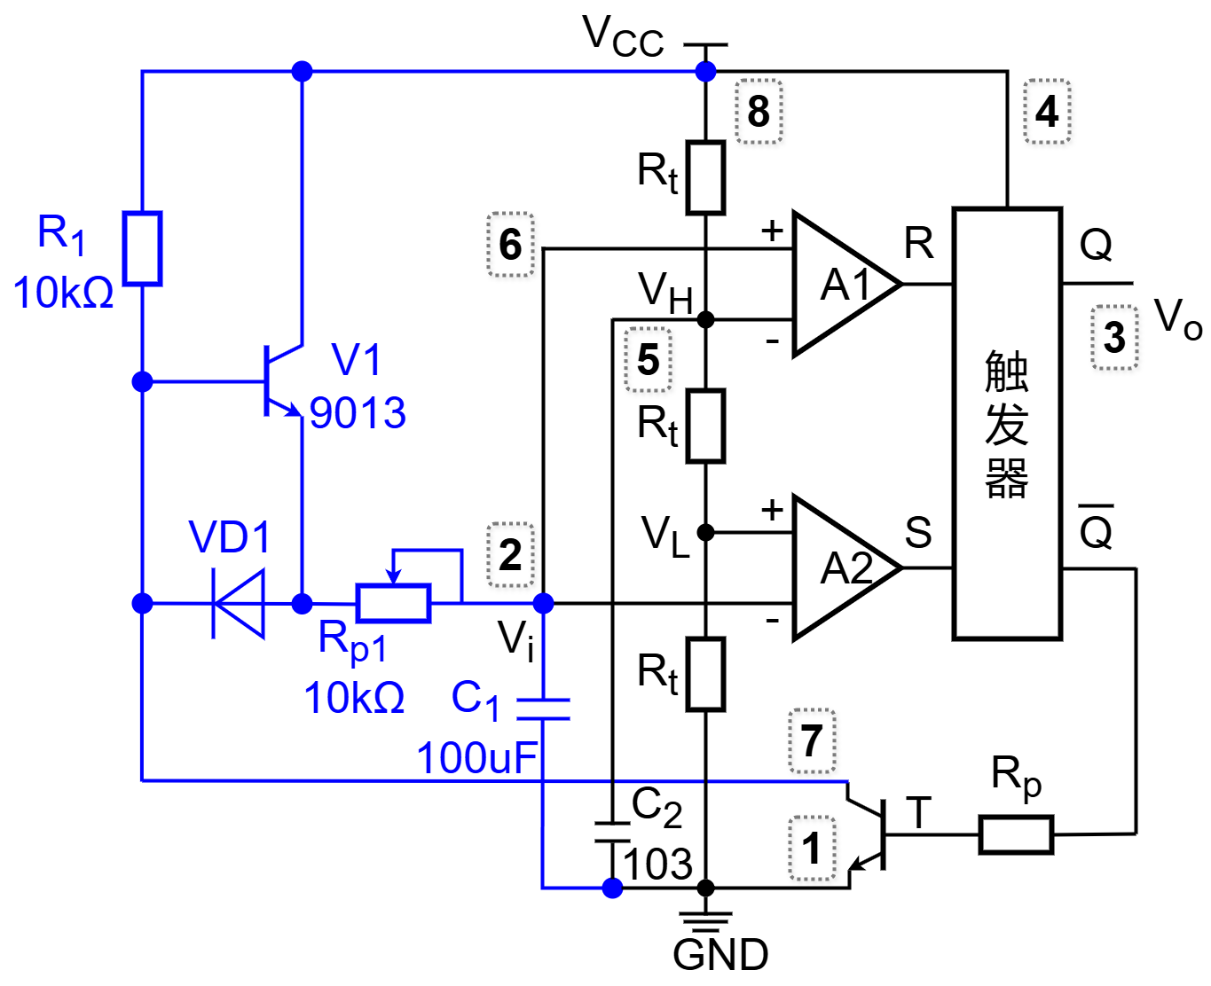 VCC
8
4
Rt
R1
10kΩ
6
+
A1
R
Q
VH
-
5
3
Vo
V1
9013
Rt
触
发
器
VD1
2
VL
+
A2
S
Q̅
-
Rp1
10kΩ
Vi
Rt
C1
100uF
7
Rp
C2
103
1
T
GND